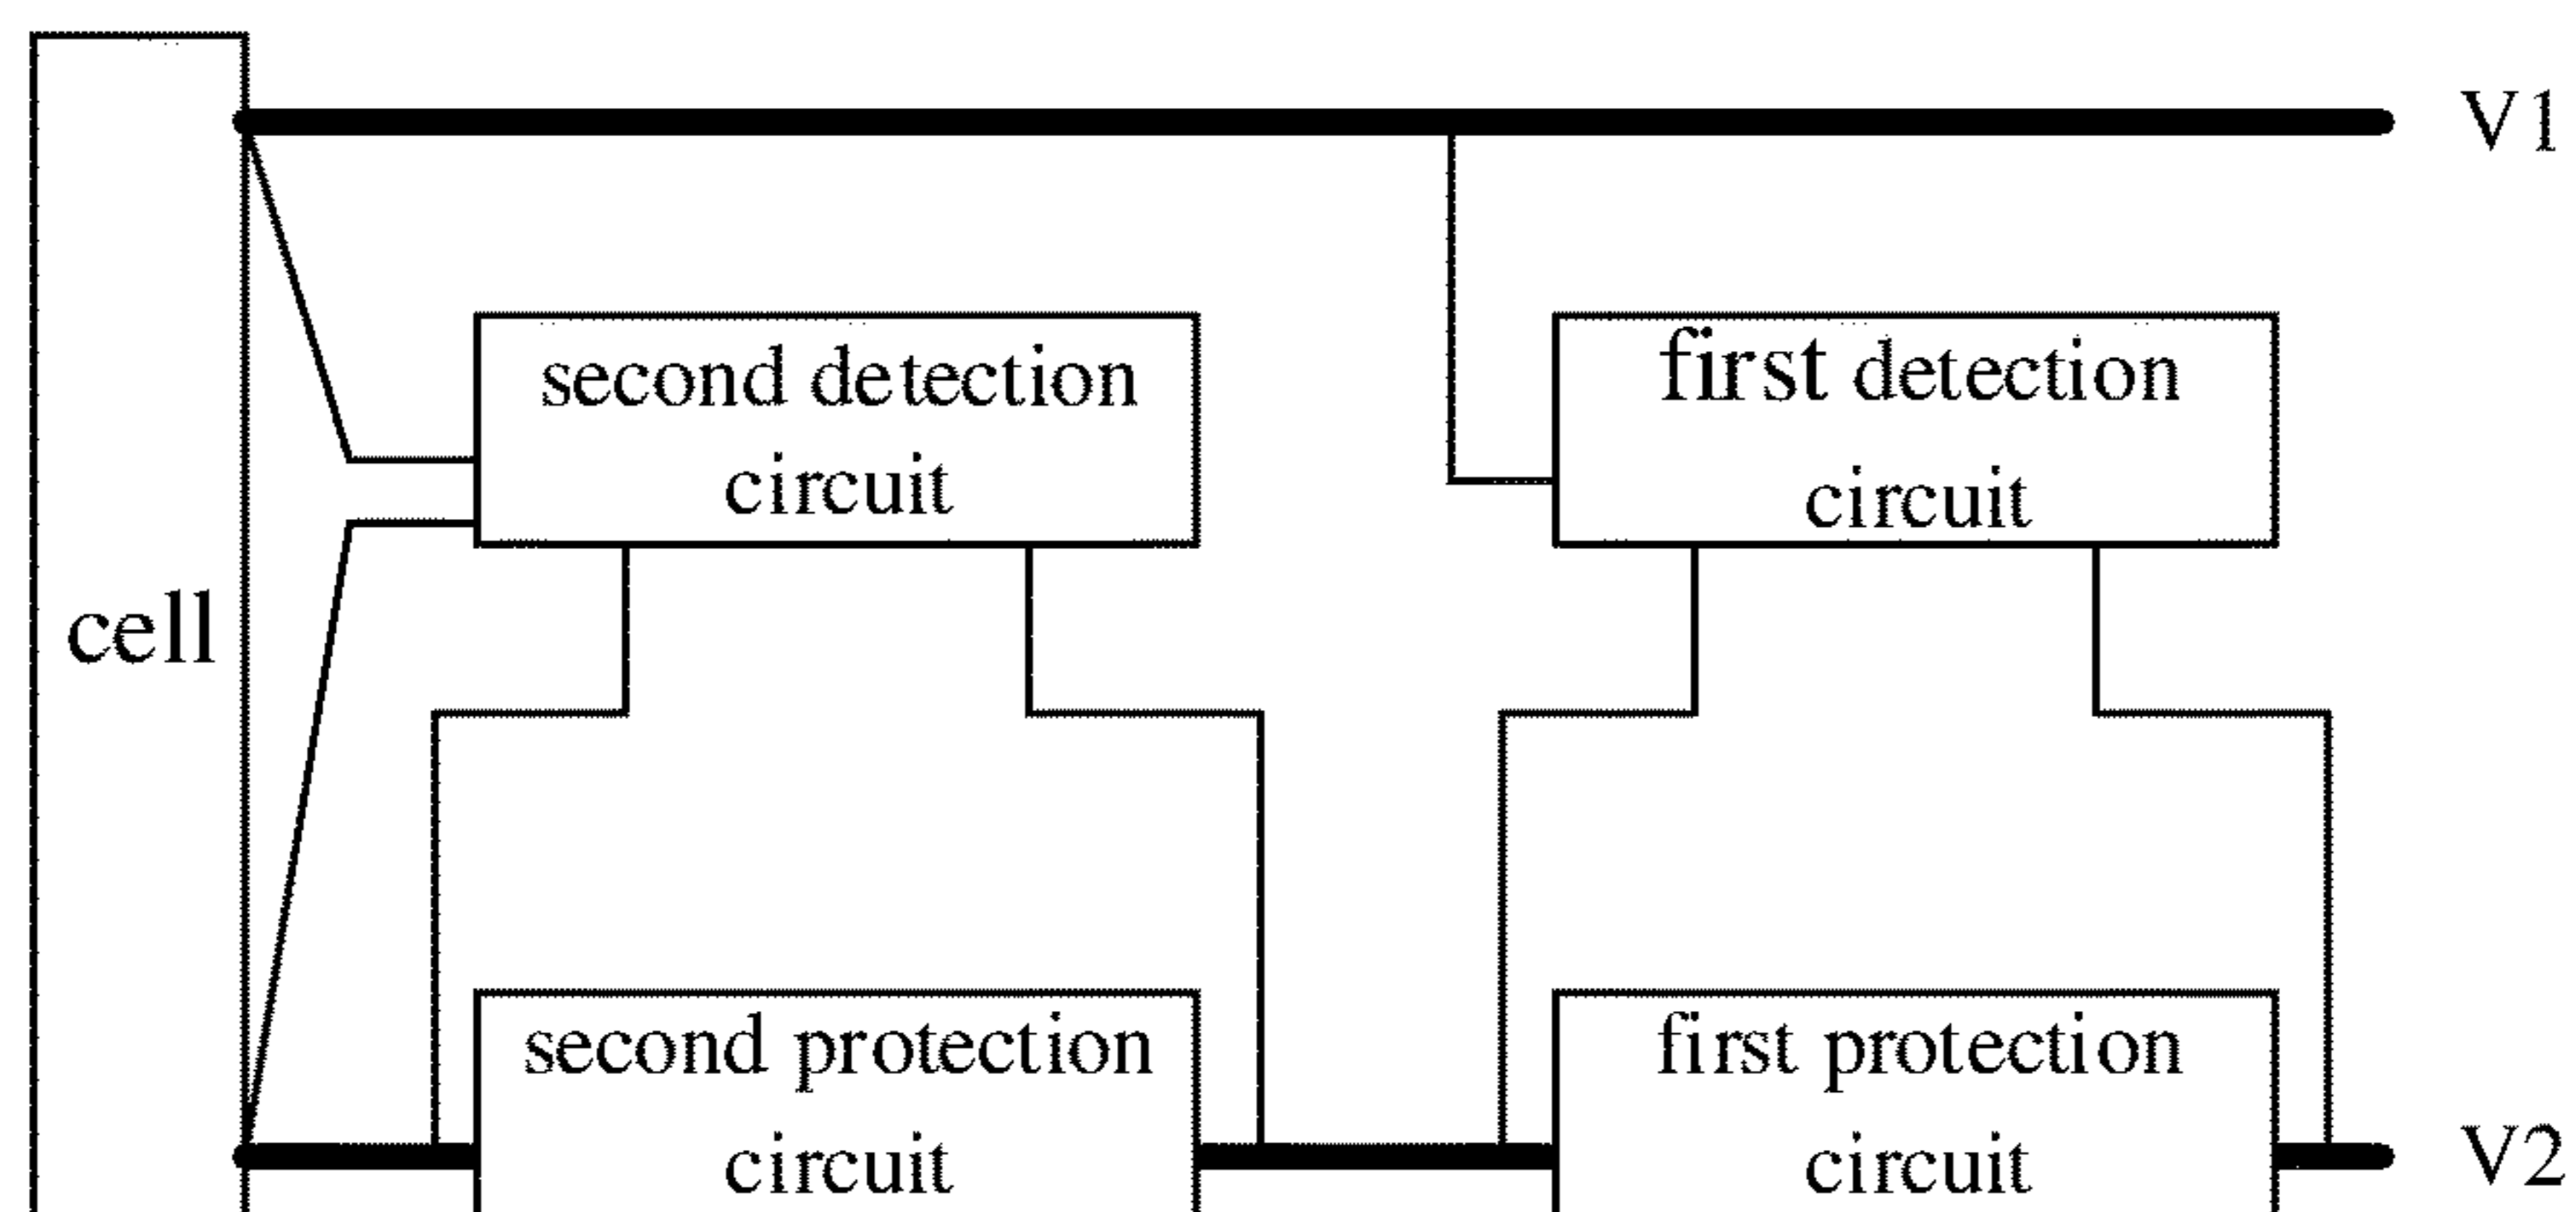 V1
second detection
circuit
first detection
circuit
cell
second protection
circuit
first protection
circuit
V2